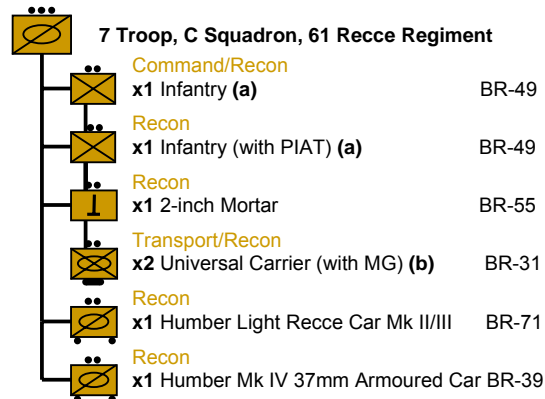 7 Troop, C Squadron, 61 Recce Regiment
Command/Recon
x1 Infantry (a) BR-49
Recon
x1 Infantry (with PIAT) (a) BR-49
Recon
x1 2-inch Mortar BR-55
Transport/Recon
x2 Universal Carrier (with MG) (b) BR-31
Recon
x1 Humber Light Recce Car Mk II/III BR-71
Recon
x1 Humber Mk IV 37mm Armoured Car BR-39